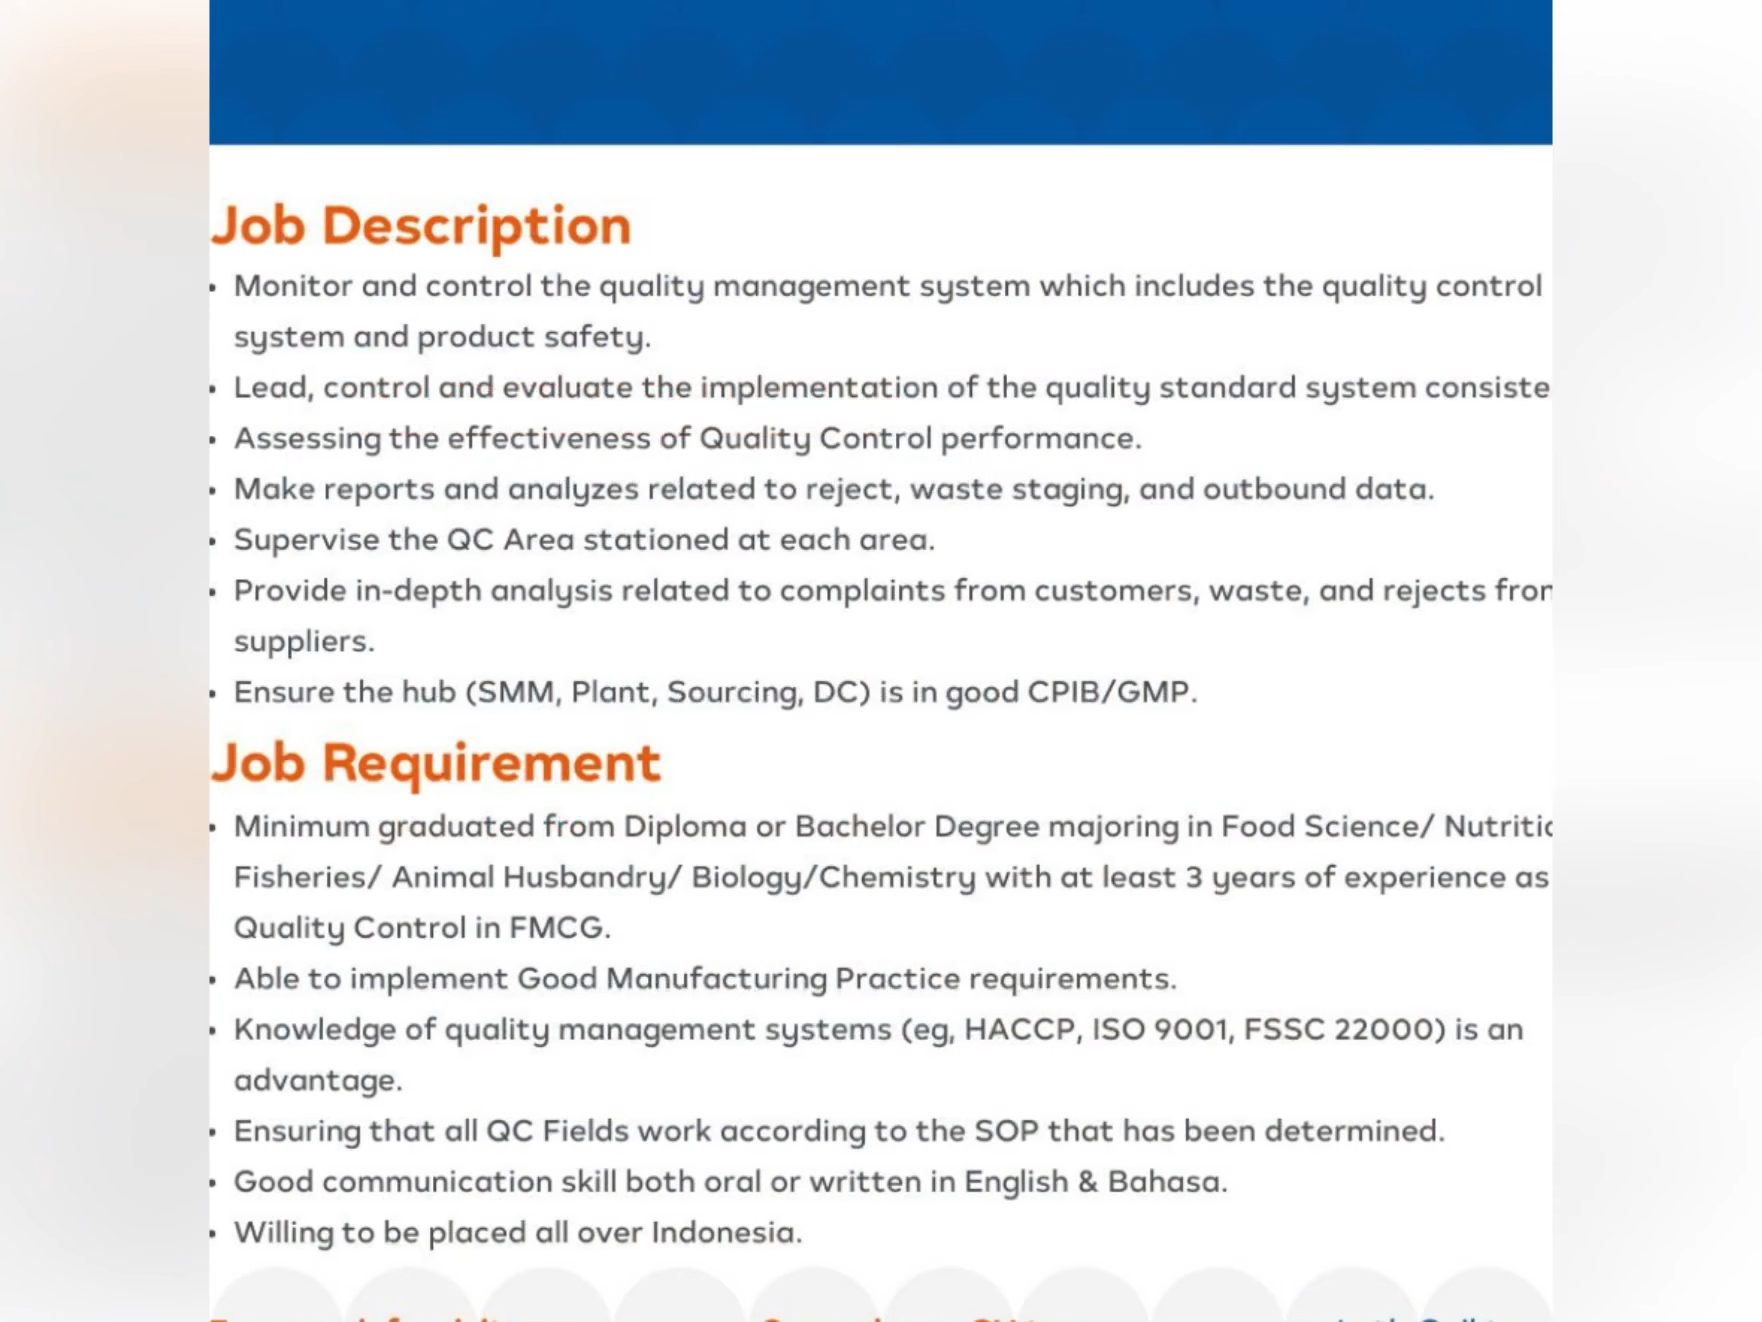 Job Description
• Monitor and control the quality management system which includes the quality control
system and product safety.
• Lead, control and evaluate the implementation of the quality standard system
• Assessing the effectiveness of Quality Control performance.
• Make reports and analyzes related to reject, waste staging, and outbound data.
• Supervise the QC Area stationed at each area.
• Provide in-depth analysis related to complaints from customers, waste, and rejects
suppliers.
• Ensure the hub (SMM, Plant, Sourcing, DC) is in good CPIB/GMP.
Job Requirement
• Minimum graduated from Diploma or Bachelor Degree majoring in Food Science/
Fisheries/ Animal Husbandry/ Biology/Chemistry with at least 3 years of experience as
Quality Control in FMCG.
• Able to implement Good Manufacturing Practice requirements.
• Knowledge of quality management systems (eg, HACCP, ISO 9001, FSSC 22000) is an
advantage.
• Ensuring that all QC Fields work according to the SOP that has been determined.
• Good communication skill both oral or written in English & Bahasa.
• Willing to be placed all over Indonesia.